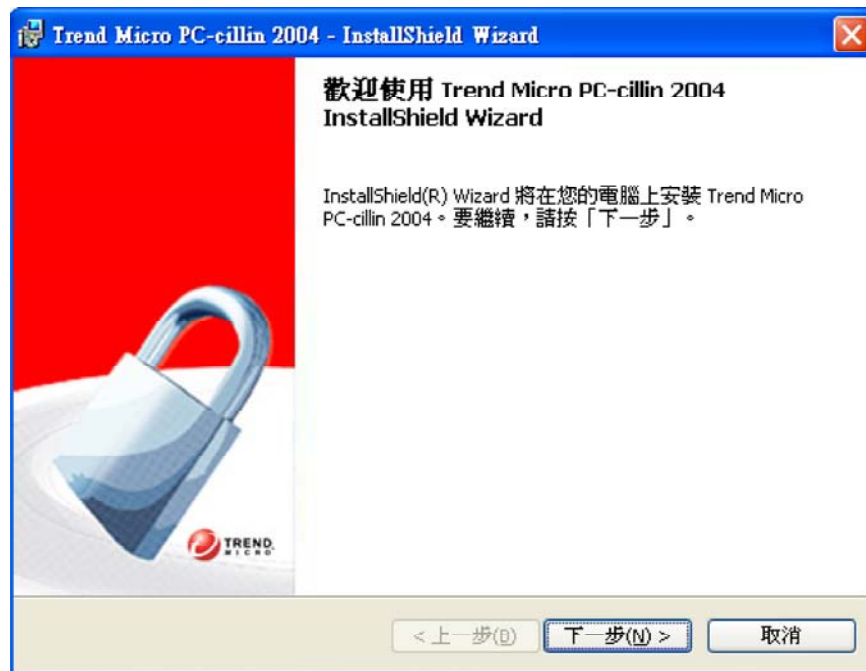 Trend Micro PC-cillin 2004 - InstallShield Wizard
歡迎使用 Trend Micro PC-cillin 2004
InstallShield Wizard
InstallShield(R) Wizard 將在您的電腦上安裝 Trend Micro
PC-cillin 2004。要繼續，請按「下一步」。
TREND
MICRO
<上一步(B)
下一步(N) >
取消